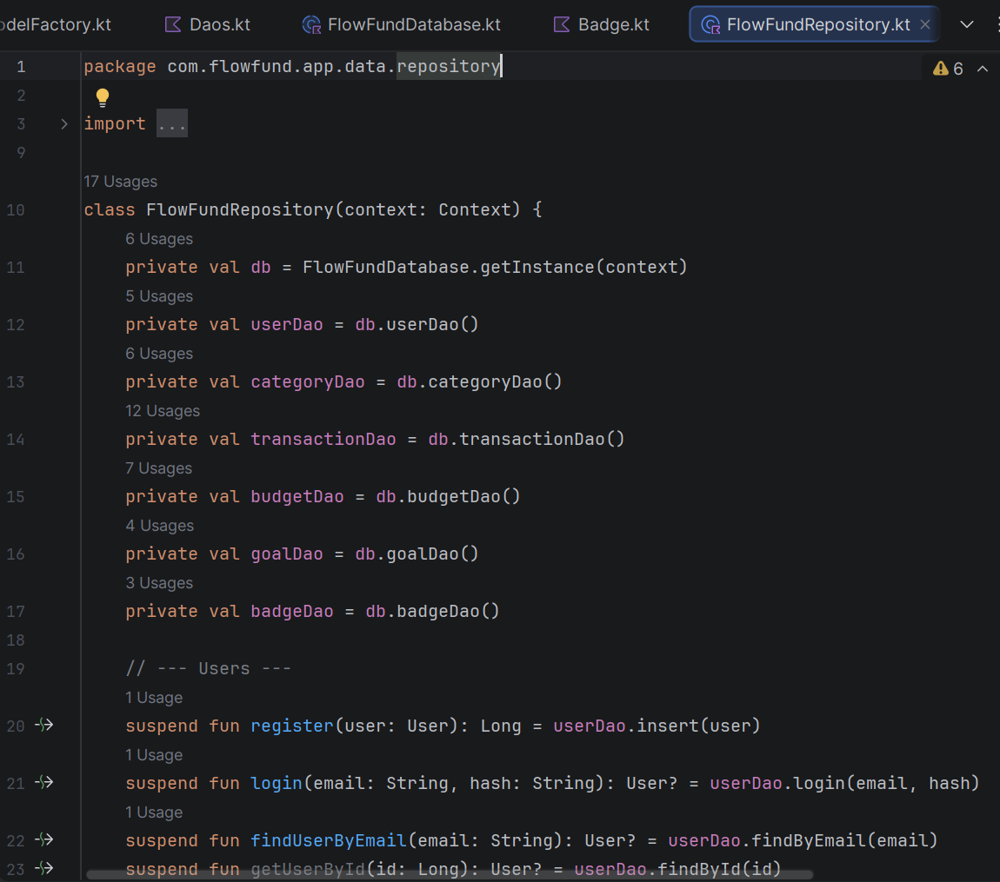 odelFactory.kt Daos.kt FlowFundDatabase.kt Badge.kt FlowFundRepository.kt
1 package com.flowfund.app.data.repository 6
2
3 import ...
9
17 Usages
10 class FlowFundRepository(context: Context) {
6 Usages
11 private val db = FlowFundDatabase.getInstance(context)
5 Usages
12 private val userDao = db.userDao()
6 Usages
13 private val categoryDao = db.categoryDao()
12 Usages
14 private val transactionDao = db.transactionDao()
7 Usages
15 private val budgetDao = db.budgetDao()
4 Usages
16 private val goalDao = db.goalDao()
3 Usages
17 private val badgeDao = db.badgeDao()
18
19 // --- Users ---
1 Usage
20 suspend fun register(user: User): Long = userDao.insert(user)
1 Usage
21 suspend fun login(email: String, hash: String): User? = userDao.login(email, hash)
1 Usage
22 suspend fun findUserByEmail(email: String): User? = userDao.findByEmail(email)
23 suspend fun getUserById(id: Long): User? = userDao.findById(id)